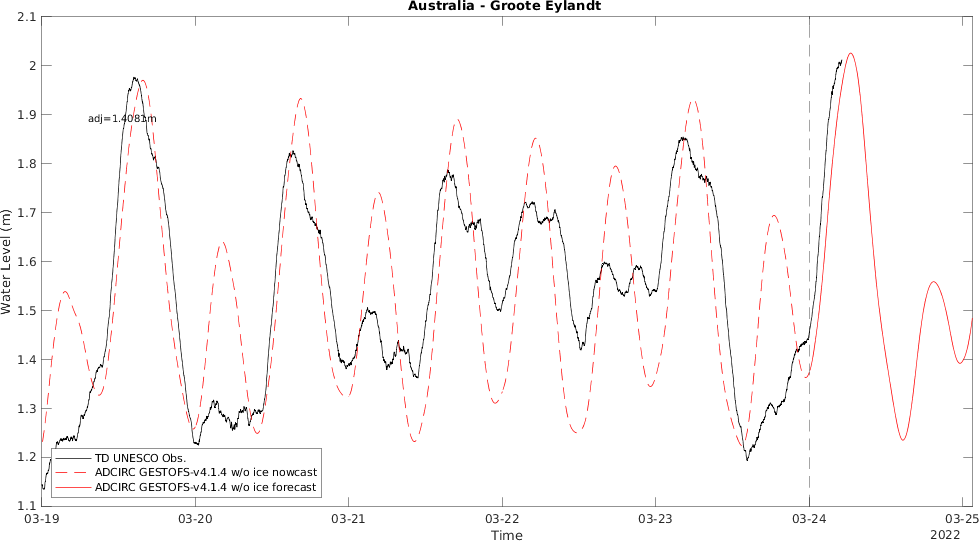 Australia - Groote Eylandt
2.1
2
1.9
adj=1.4081m
1.8
1.7
1.6
1.5
1.4
1.3
1.2
1.1
Water Level (m)
TD UNESCO Obs.
ADCIRC GESTOFS-v4.1.4 w/o ice nowcast
ADCIRC GESTOFS-v4.1.4 w/o ice forecast
03-19 03-20 03-21 03-22 03-23 03-24 03-25
Time
2022